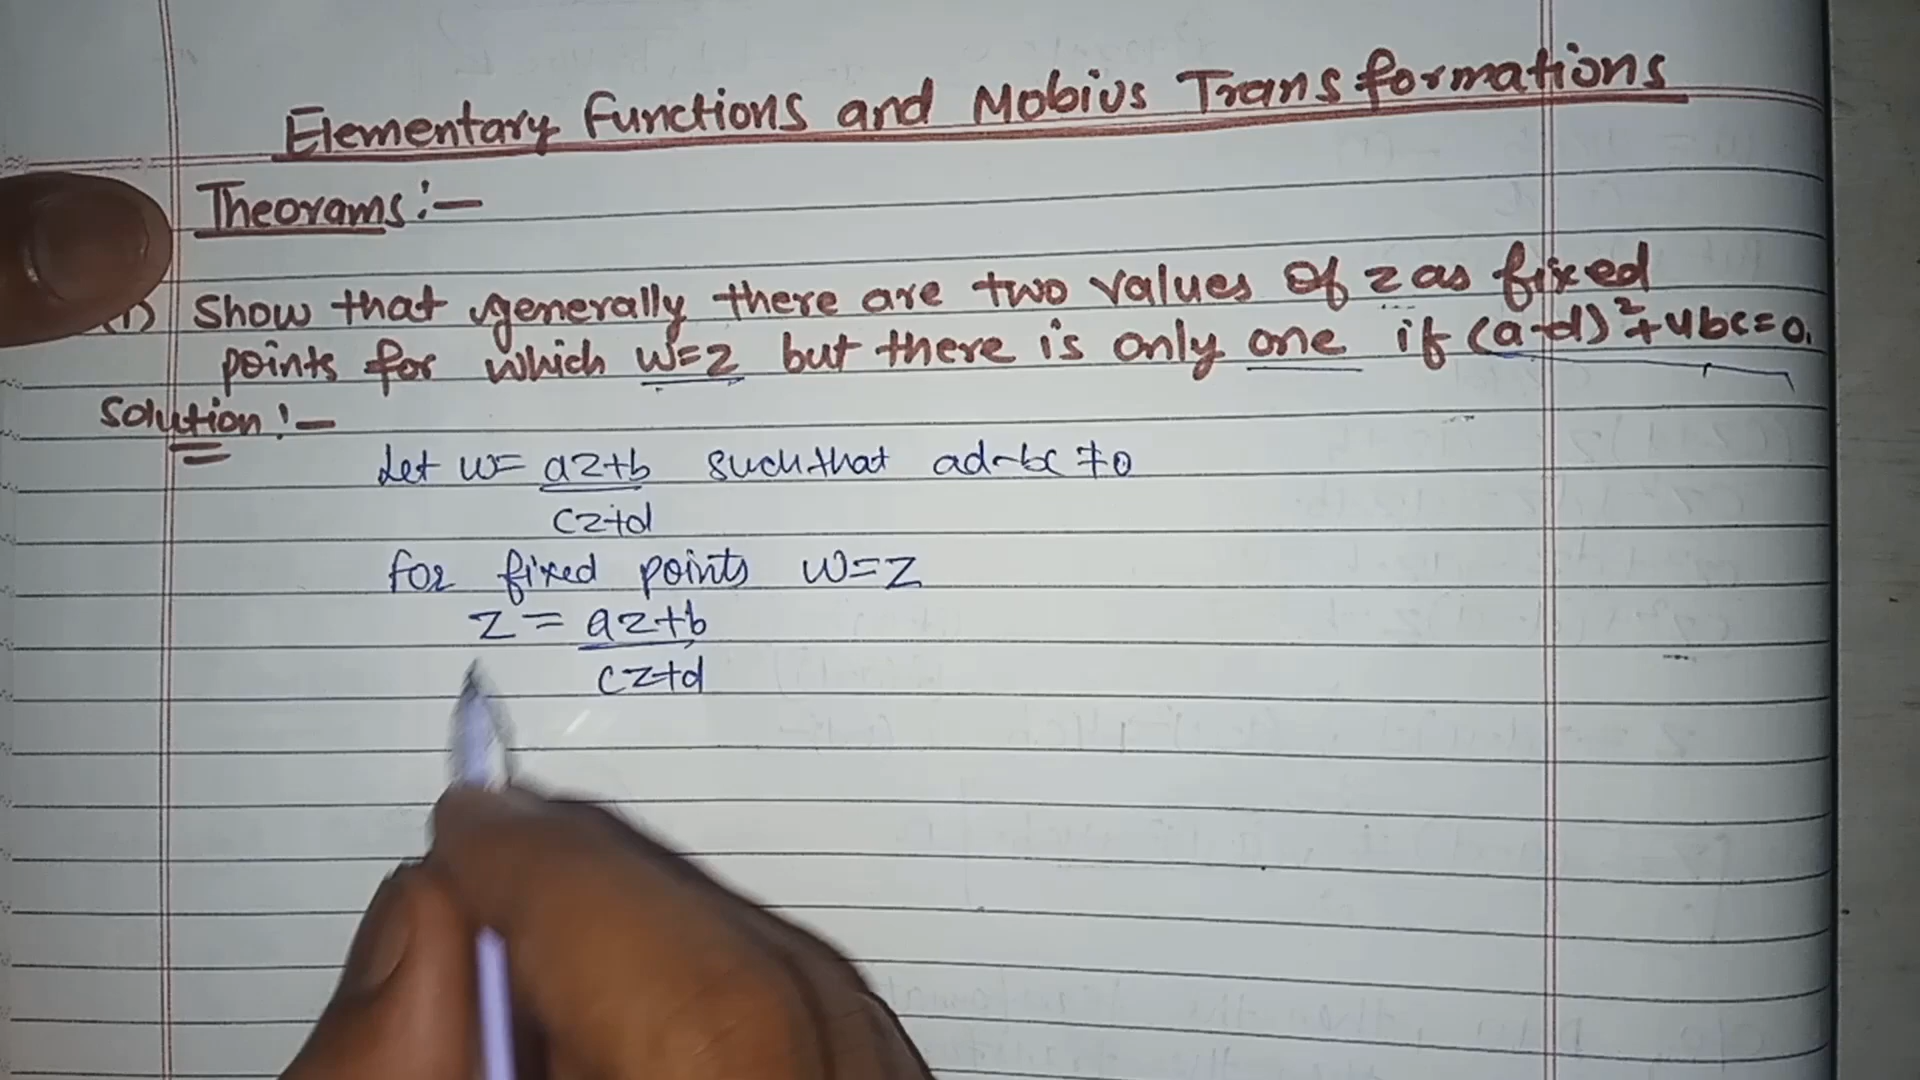 Elementary Functions and Mobius Transformations
Theorams :-
(1) Show that generally there are two values of z as fixed
points for which w=z but there is only one if (a-d)²+4bc=0.
Solution :-
Let w= az+b such that ad-bc ≠0
cz+d
for fixed points w=z
z = az+b
cz+d